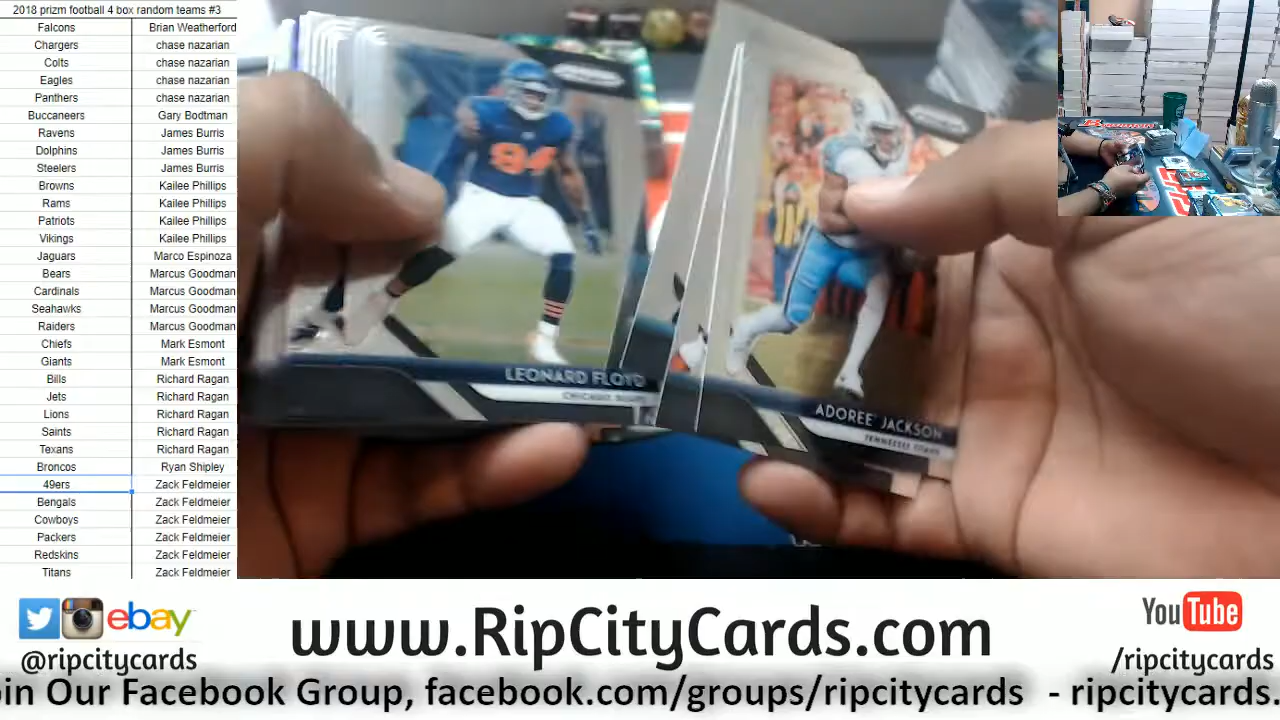 2018 prizm football 4 box random teams #3
Falcons Brian Weatherford
Chargers chase nazarian
Colts chase nazarian
Eagles chase nazarian
Panthers chase nazarian
Buccaneers Gary Bodtman
Ravens James Burris
Dolphins James Burris
Steelers James Burris
Browns Kailee Phillips
Rams Kailee Phillips
Patriots Kailee Phillips
Vikings Kailee Phillips
Jaguars Marco Espinoza
Bears Marcus Goodman
Cardinals Marcus Goodman
Seahawks Marcus Goodman
Raiders Marcus Goodman
Chiefs Mark Esmont
Giants Mark Esmont
Bills Richard Ragan
Jets Richard Ragan
Lions Richard Ragan
Saints Richard Ragan
Texans Richard Ragan
Broncos Ryan Shipley
49ers Zack Feldmeier
Bengals Zack Feldmeier
Cowboys Zack Feldmeier
Packers Zack Feldmeier
Redskins Zack Feldmeier
Titans Zack Feldmeier
94
LEONARD FLOYD
ADOREE' JACKSON
TENNESSEE TITANS
ebay
@ripcitycards
www.RipCityCards.com
YouTube
/ripcitycards
in Our Facebook Group, facebook.com/groups/ripcitycards - ripcitycards.